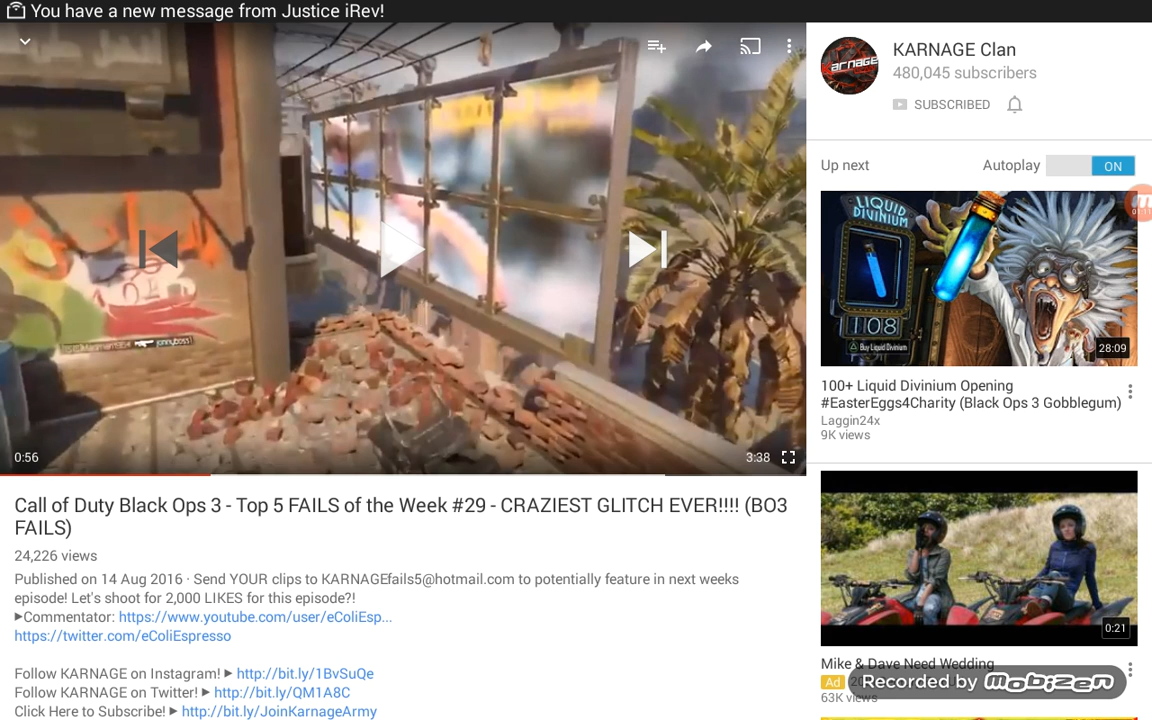 You have a new message from Justice iRev!
KARNAGE Clan
480,045 subscribers
SUBSCRIBED
Up next
Autoplay
ON
LIQUID
DIVINIUM
108
Buy Liquid Divinium
28:09
100+ Liquid Divinium Opening
#EasterEggs4Charity (Black Ops 3 Gobblegum)
Laggin24x
9K views
0:21
Mike & Dave Need Wedding
Ad
63K views
Recorded by mobizen
jonnyboss1
0:56
3:38
Call of Duty Black Ops 3 - Top 5 FAILS of the Week #29 - CRAZIEST GLITCH EVER!!!! (BO3
FAILS)
24,226 views
Published on 14 Aug 2016 · Send YOUR clips to KARNAGEfails5@hotmail.com to potentially feature in next weeks
episode! Let's shoot for 2,000 LIKES for this episode?!
►Commentator: https://www.youtube.com/user/eColiEsp...
https://twitter.com/eColiEspresso
Follow KARNAGE on Instagram! ► http://bit.ly/1BvSuQe
Follow KARNAGE on Twitter! ► http://bit.ly/QM1A8C
Click Here to Subscribe! ► http://bit.ly/JoinKarnageArmy